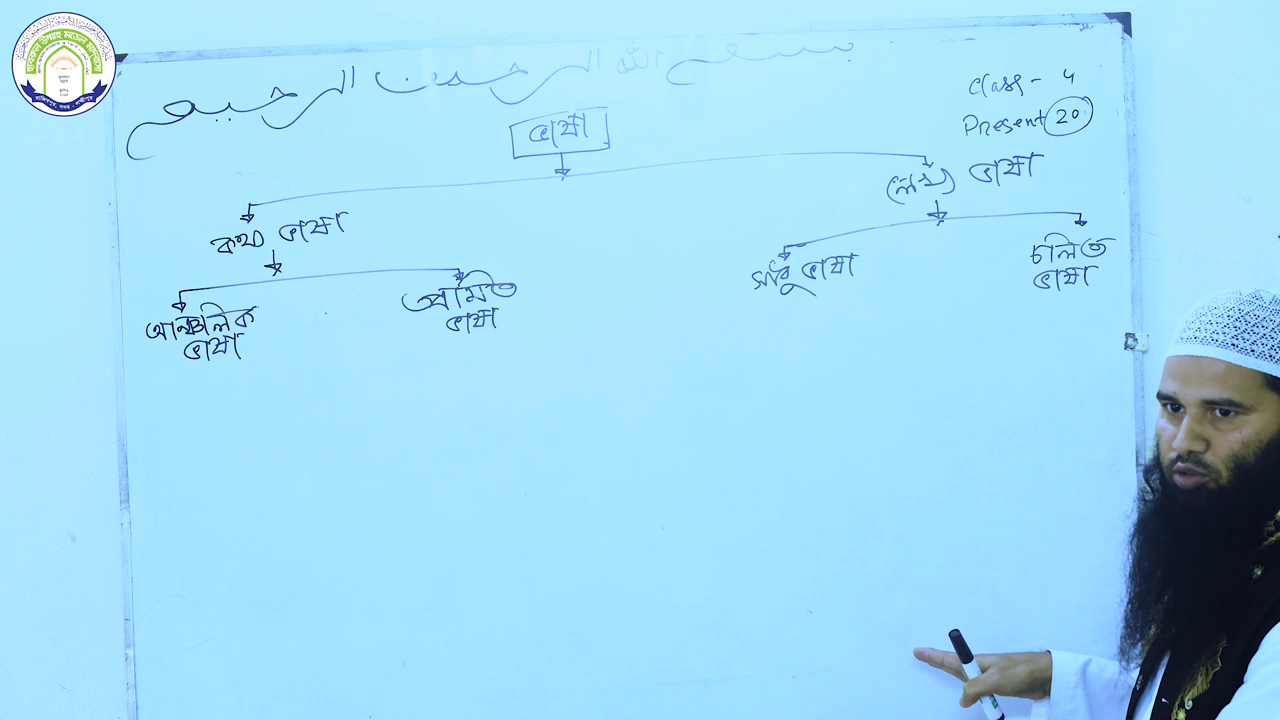 بسم الله الرحمن الرحيم
Class - 4
Present 20
ভাষা
কথ্য ভাষা
লেখ্য ভাষা
আঞ্চলিক
ভাষা
প্রমিত
ভাষা
সাধু ভাষা
চলিত
ভাষা